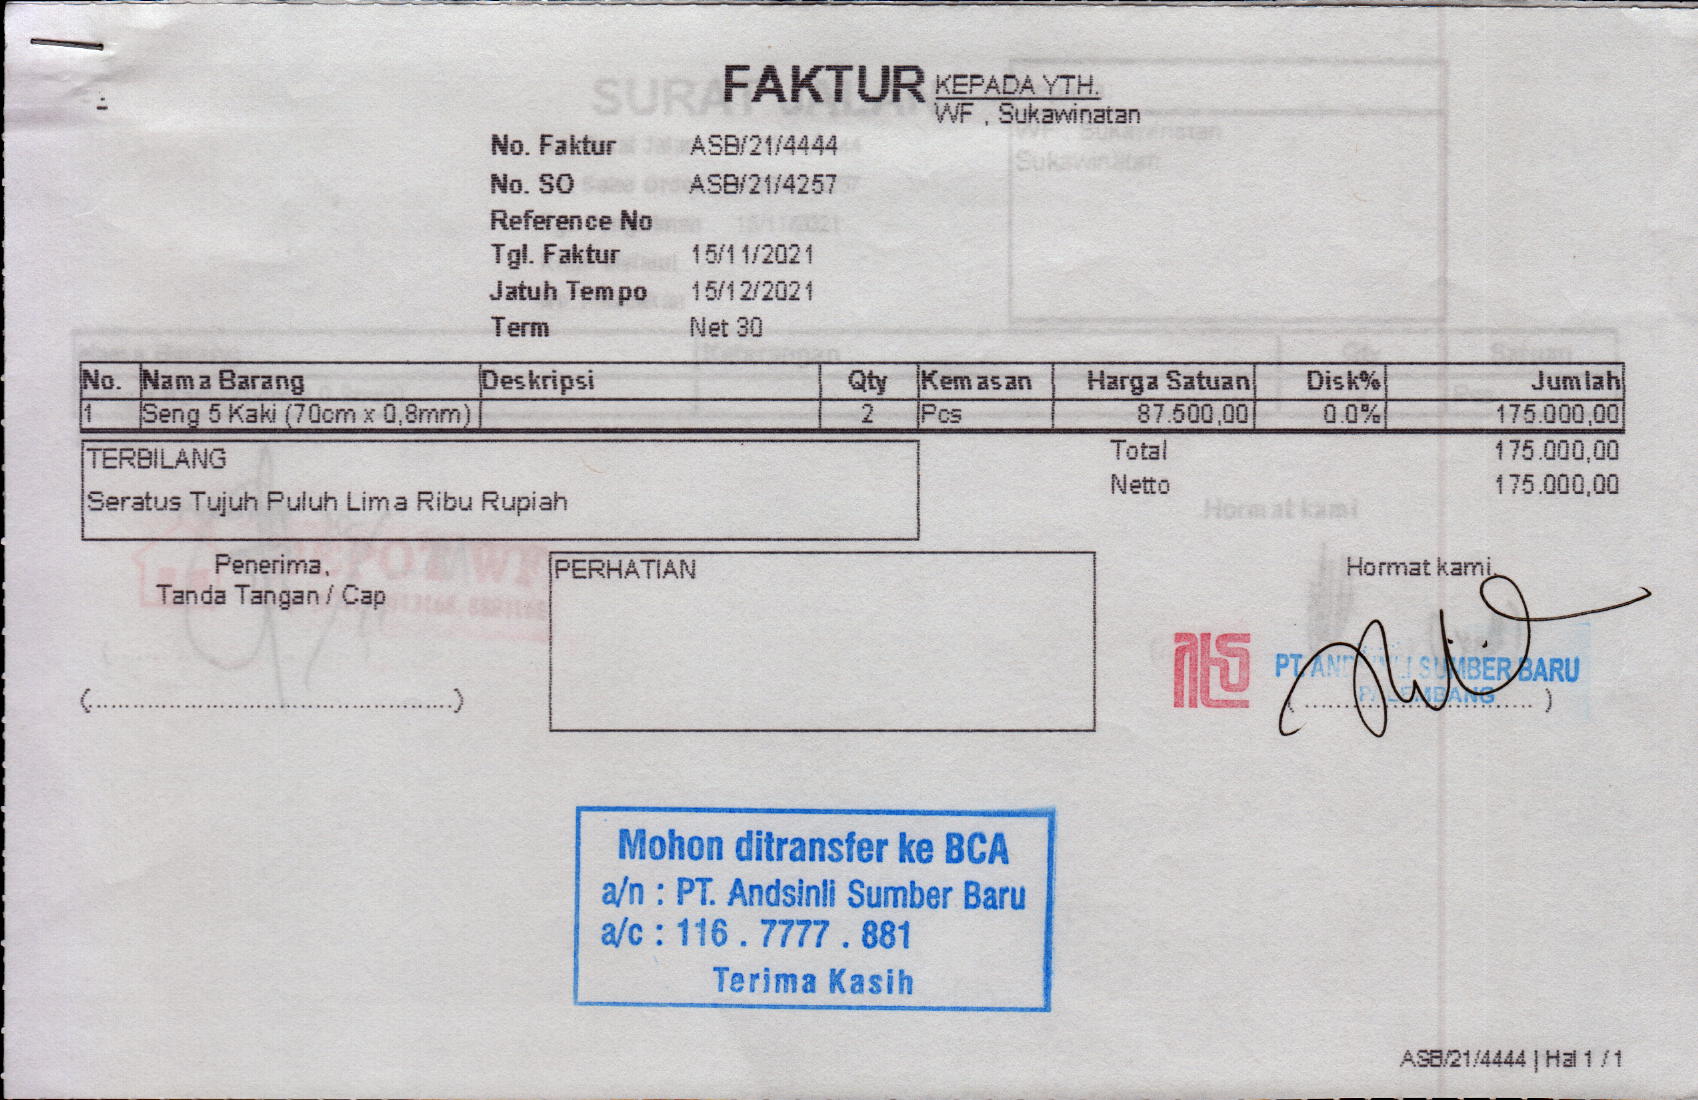 FAKTUR
KEPADA YTH.
WF , Sukawinatan
No. Faktur ASB/21/4444
No. SO ASB/21/4257
Reference No
Tgl. Faktur 15/11/2021
Jatuh Tempo 15/12/2021
Term Net 30
No. Nama Barang Deskripsi Qty Kemasan Harga Satuan Disk% Jumlah
1 Seng 5 Kaki (70cm x 0,8mm) 2 Pcs 87.500,00 0.0% 175.000,00
Total 175.000,00
Netto 175.000,00
TERBILANG
Seratus Tujuh Puluh Lima Ribu Rupiah
Penerima,
Tanda Tangan / Cap
(..................................................)
PERHATIAN
Hormat kami,
PT. ANDSINLI SUMBER BARU
PALEMBANG
(..............................)
Mohon ditransfer ke BCA
a/n : PT. Andsinli Sumber Baru
a/c : 116 . 7777 . 881
Terima Kasih
ASB/21/4444 | Hal 1 / 1